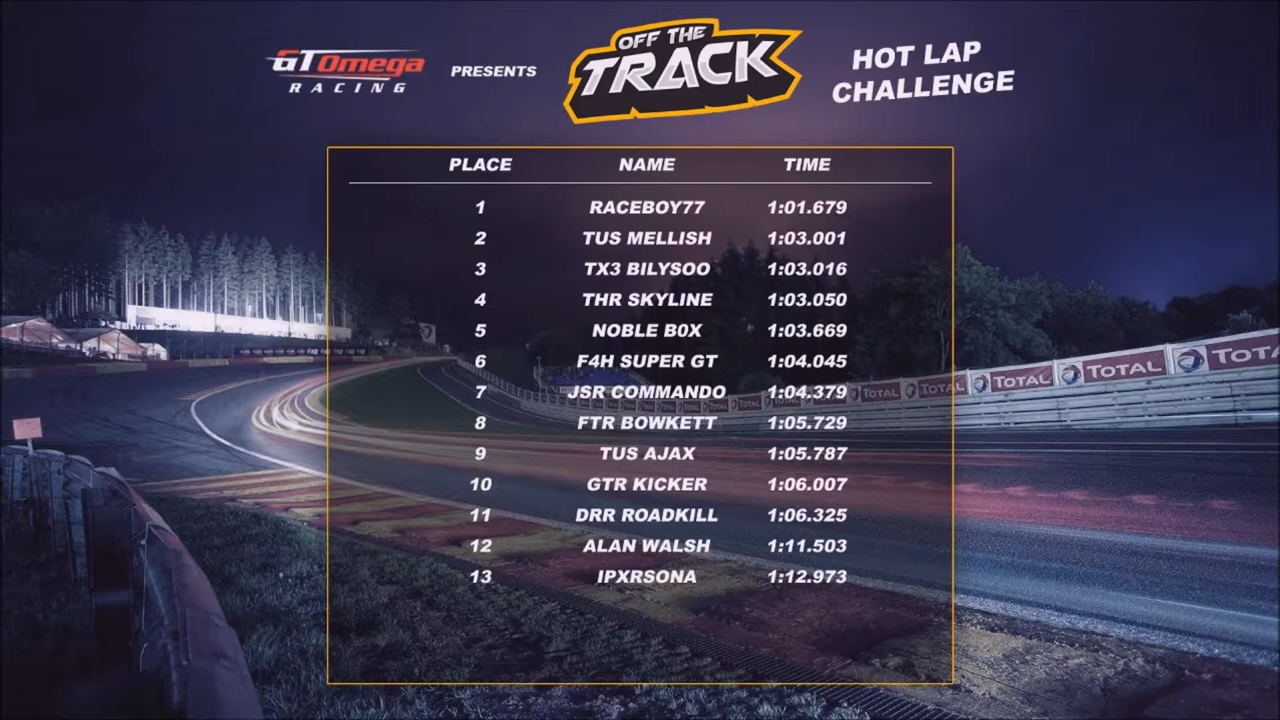 GT Omega
RACING
PRESENTS
OFF THE
TRACK
HOT LAP
CHALLENGE
PLACE NAME TIME
1 RACEBOY77 1:01.679
2 TUS MELLISH 1:03.001
3 TX3 BILYSOO 1:03.016
4 THR SKYLINE 1:03.050
5 NOBLE B0X 1:03.669
6 F4H SUPER GT 1:04.045
7 JSR COMMANDO 1:04.379
8 FTR BOWKETT 1:05.729
9 TUS AJAX 1:05.787
10 GTR KICKER 1:06.007
11 DRR ROADKILL 1:06.325
12 ALAN WALSH 1:11.503
13 IPXRSONA 1:12.973
TOTAL
TOTAL
TOTAL
TOTAL
TOTAL